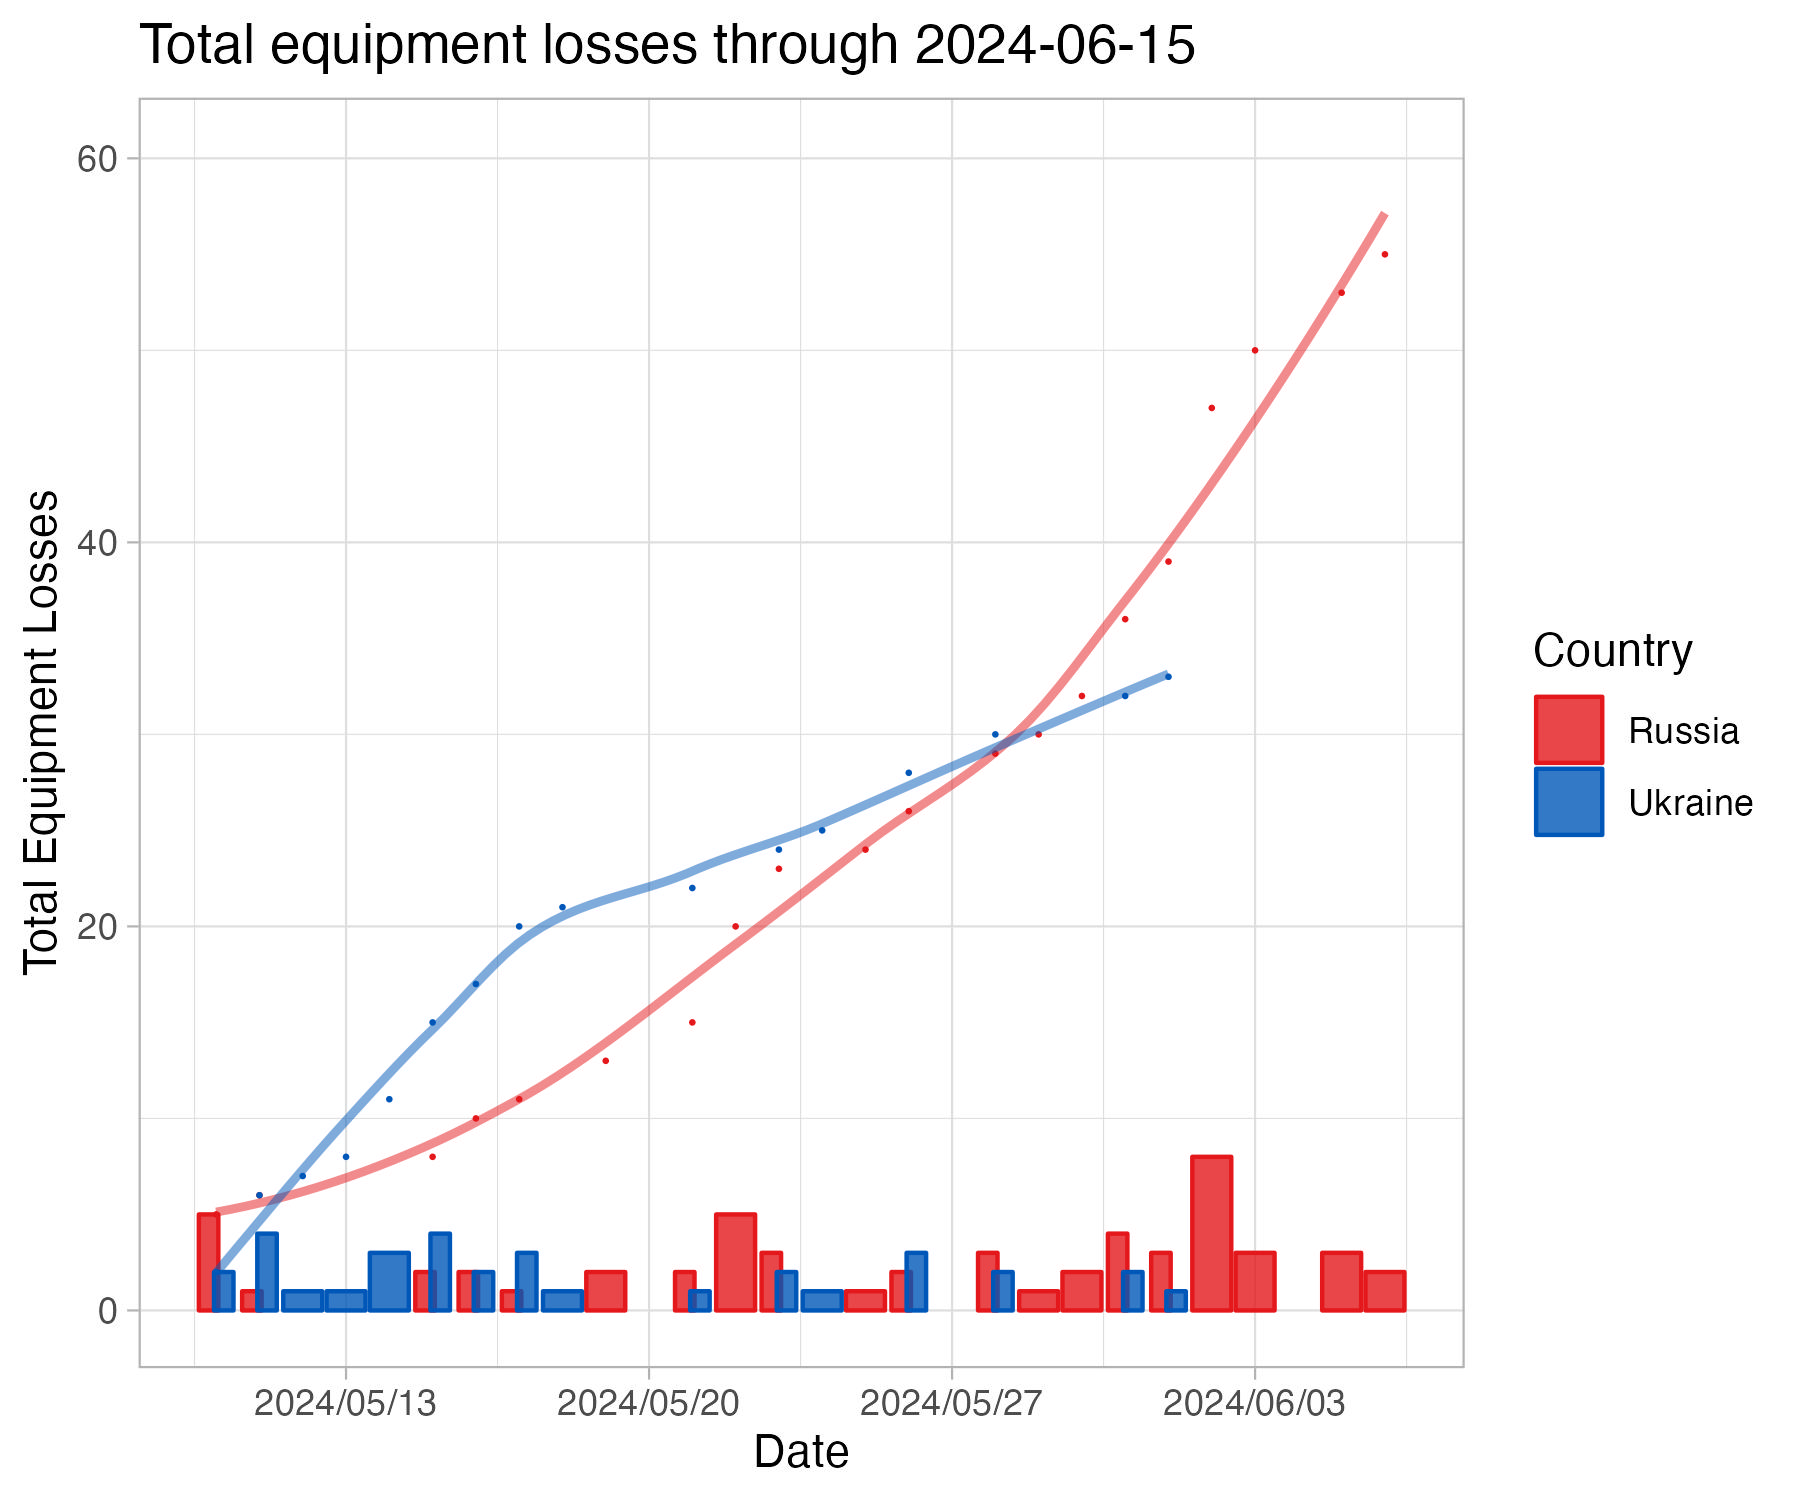 Total equipment losses through 2024-06-15
Total Equipment Losses
60
40
20
0
2024/05/13
2024/05/20
2024/05/27
2024/06/03
Date
Country
Russia
Ukraine